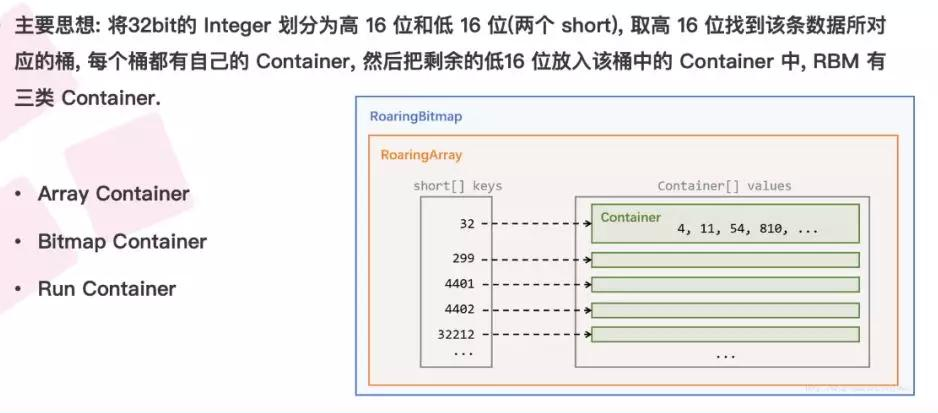 主要思想: 将32bit的 Integer 划分为高 16 位和低 16 位(两个 short), 取高 16 位找到该条数据所对
应的桶, 每个桶都有自己的 Container, 然后把剩余的低16 位放入该桶中的 Container 中, RBM 有
三类 Container.
• Array Container
• Bitmap Container
• Run Container
RoaringBitmap
RoaringArray
short[] keys
Container[] values
32
Container
4, 11, 54, 810, ...
299
4401
4402
32212
...
...